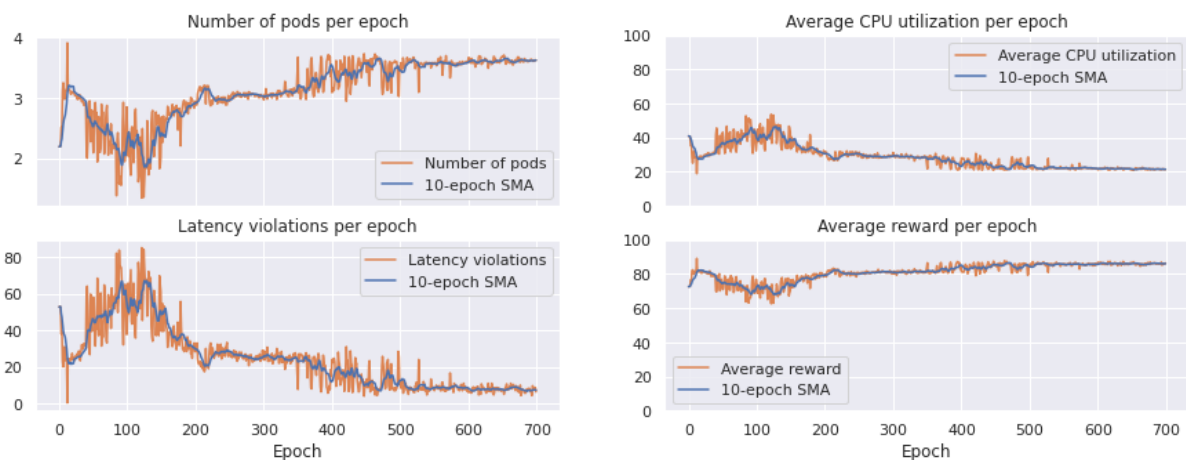 Number of pods per epoch
4
3
2
Number of pods
10-epoch SMA
Average CPU utilization per epoch
100
80
60
40
20
0
Average CPU utilization
10-epoch SMA
Latency violations per epoch
80
60
40
20
0
Latency violations
10-epoch SMA
0 100 200 300 400 500 600 700
Epoch
Average reward per epoch
100
80
60
40
20
0
Average reward
10-epoch SMA
0 100 200 300 400 500 600 700
Epoch